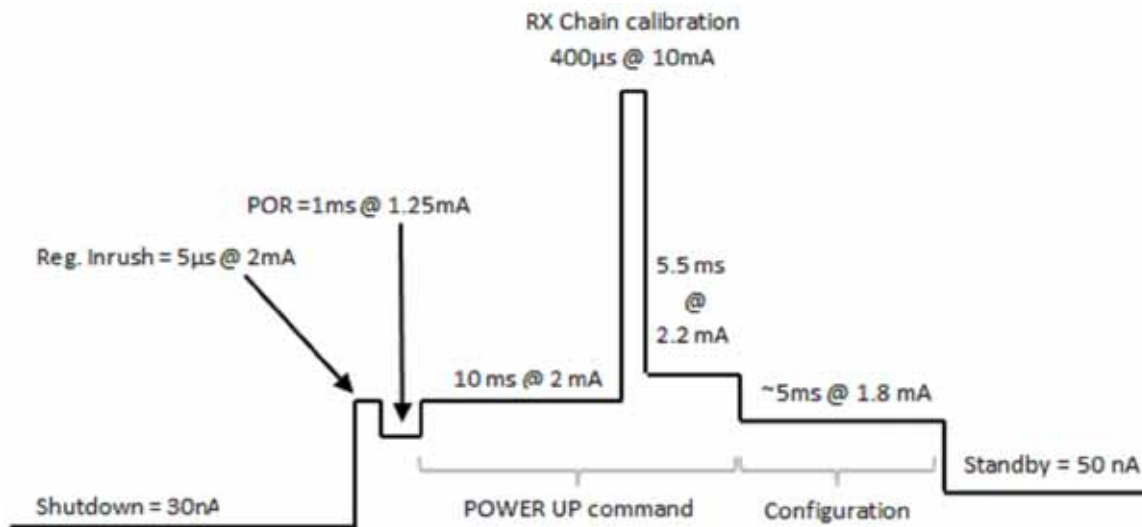 RX Chain calibration
400µs @ 10mA
POR =1ms @ 1.25mA
Reg. Inrush = 5µs @ 2mA
5.5 ms
@
2.2 mA
10 ms @ 2 mA
~5ms @ 1.8 mA
Standby = 50 nA
Shutdown = 30nA
POWER UP command
Configuration